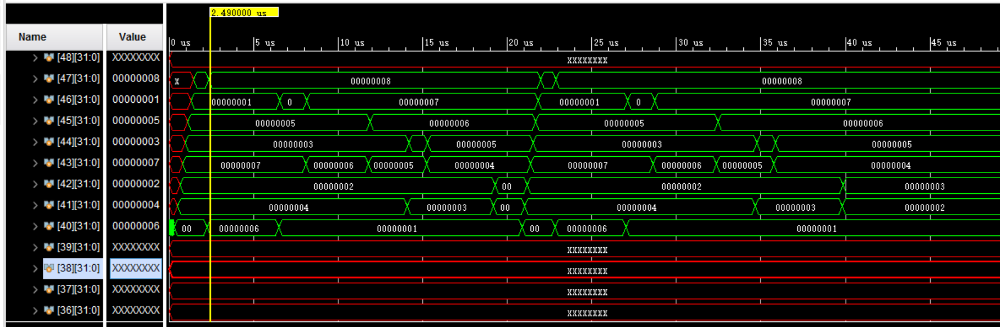 2.490000 us
Name Value 0 us 5 us 10 us 15 us 20 us 25 us 30 us 35 us 40 us 45 us
[48][31:0] XXXXXXXX XXXXXXXX
[47][31:0] 00000008 X 00000008 00000008
[46][31:0] 00000001 00000001 0 00000007 00000001 0 00000007
[45][31:0] 00000005 00000005 00000006 00000005 00000006
[44][31:0] 00000003 00000003 00000005 00000003 00000005
[43][31:0] 00000007 00000007 00000006 00000005 00000004 00000007 00000006 00000005 00000004
[42][31:0] 00000002 00000002 00 00000002 00000003
[41][31:0] 00000004 00000004 00000003 00 00000004 00000003 00000002
[40][31:0] 00000006 00 00000006 00000001 00 00000006 00000001
[39][31:0] XXXXXXXX XXXXXXXX
[38][31:0] XXXXXXXX XXXXXXXX
[37][31:0] XXXXXXXX XXXXXXXX
[36][31:0] XXXXXXXX XXXXXXXX